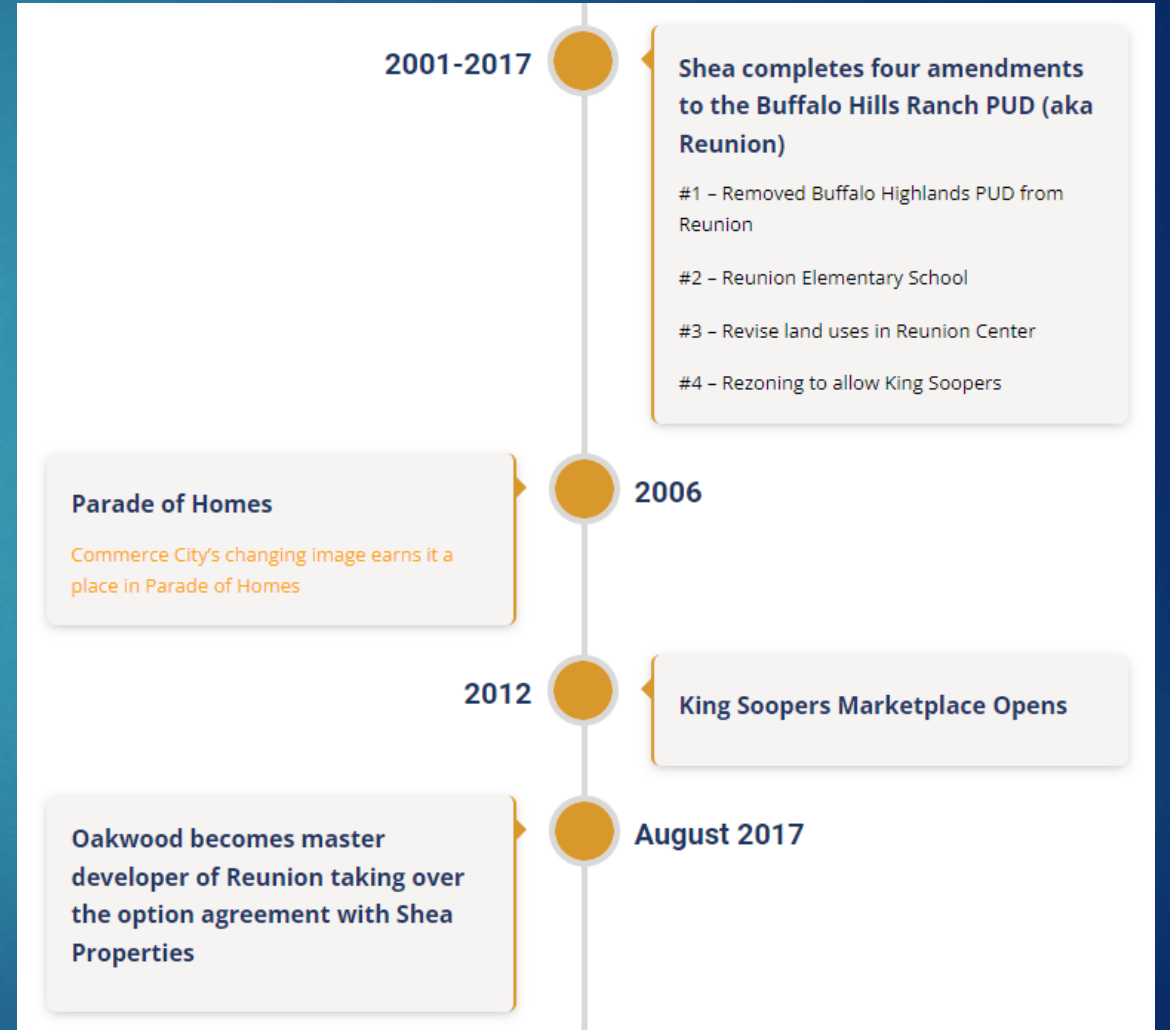 2001-2017
Shea completes four amendments
to the Buffalo Hills Ranch PUD (aka
Reunion)
#1 – Removed Buffalo Highlands PUD from
Reunion
#2 – Reunion Elementary School
#3 – Revise land uses in Reunion Center
#4 – Rezoning to allow King Soopers
Parade of Homes
Commerce City’s changing image earns it a
place in Parade of Homes
2006
2012
King Soopers Marketplace Opens
Oakwood becomes master
developer of Reunion taking over
the option agreement with Shea
Properties
August 2017